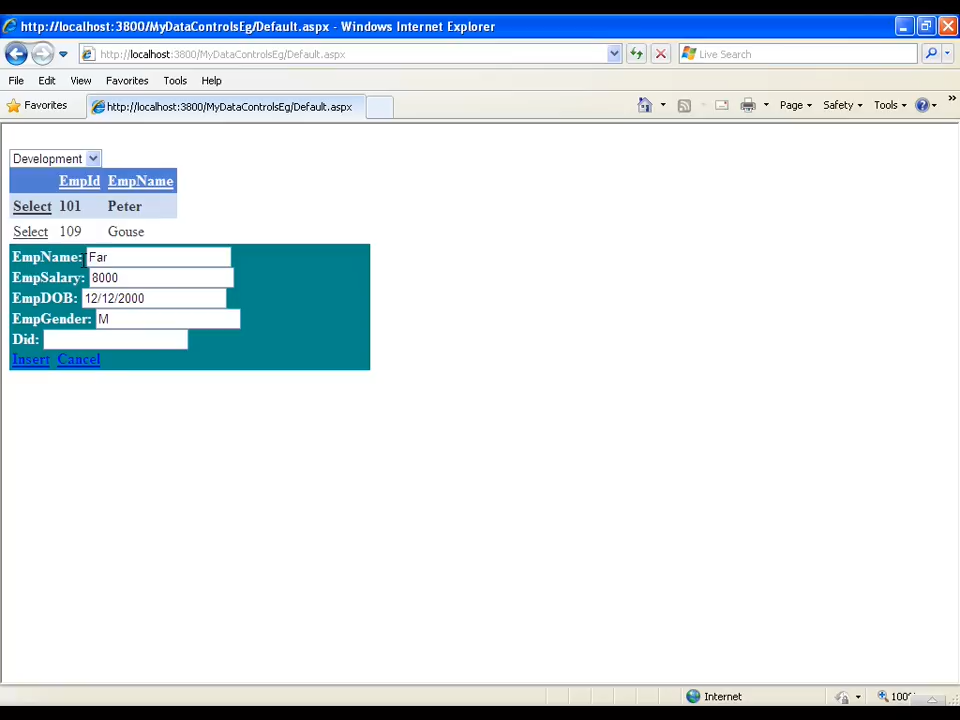 http://localhost:3800/MyDataControlsEg/Default.aspx - Windows Internet Explorer
http://localhost:3800/MyDataControlsEg/Default.aspx
Live Search
File Edit View Favorites Tools Help
Favorites http://localhost:3800/MyDataControlsEg/Default.aspx Page Safety Tools »
Development
EmpId EmpName
Select 101 Peter
Select 109 Gouse
EmpName: Far
EmpSalary: 8000
EmpDOB: 12/12/2000
EmpGender: M
Did:
Insert Cancel
Internet 100%